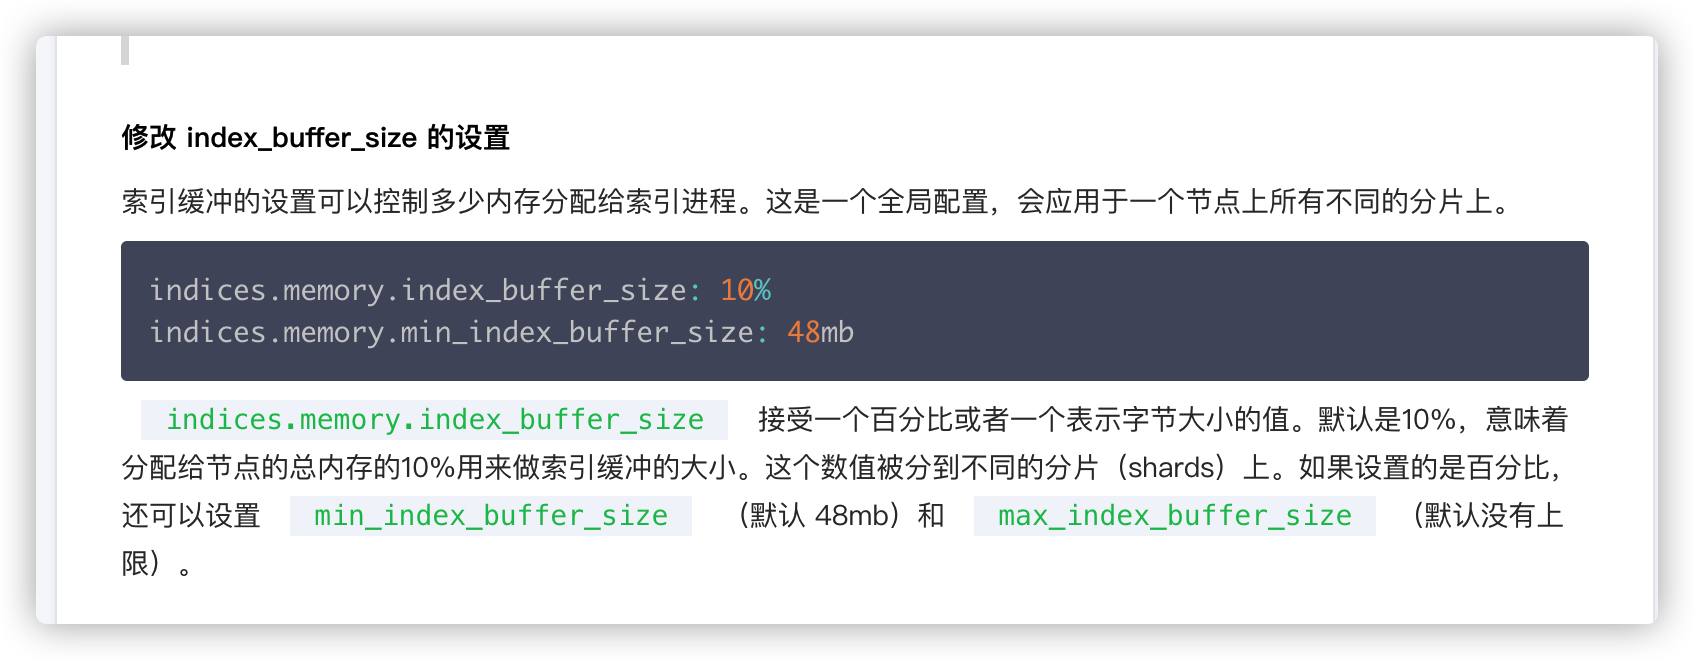 修改 index_buffer_size 的设置
索引缓冲的设置可以控制多少内存分配给索引进程。这是一个全局配置，会应用于一个节点上所有不同的分片上。
indices.memory.index_buffer_size: 10%
indices.memory.min_index_buffer_size: 48mb
indices.memory.index_buffer_size 接受一个百分比或者一个表示字节大小的值。默认是10%，意味着
分配给节点的总内存的10%用来做索引缓冲的大小。这个数值被分到不同的分片（shards）上。如果设置的是百分比，
还可以设置 min_index_buffer_size （默认 48mb）和 max_index_buffer_size （默认没有上
限）。